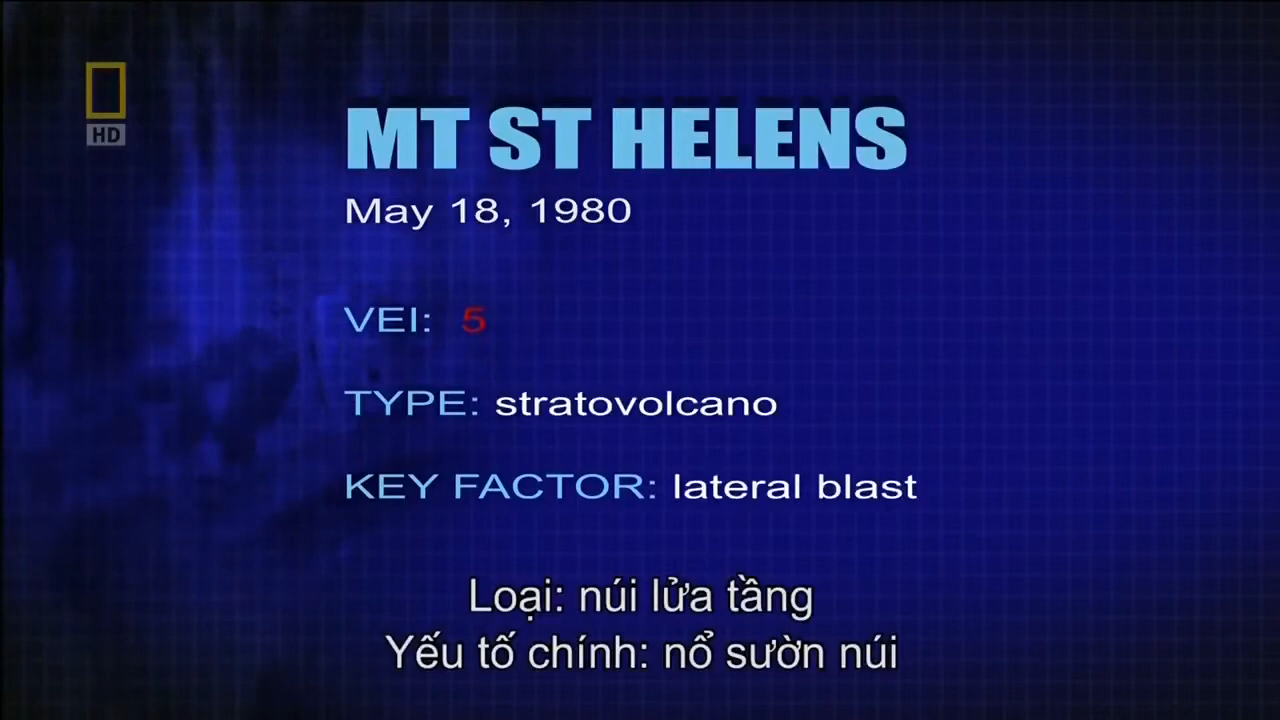 HD
MT ST HELENS
May 18, 1980
VEI: 5
TYPE: stratovolcano
KEY FACTOR: lateral blast
Loại: núi lửa tầng
Yếu tố chính: nổ sườn núi